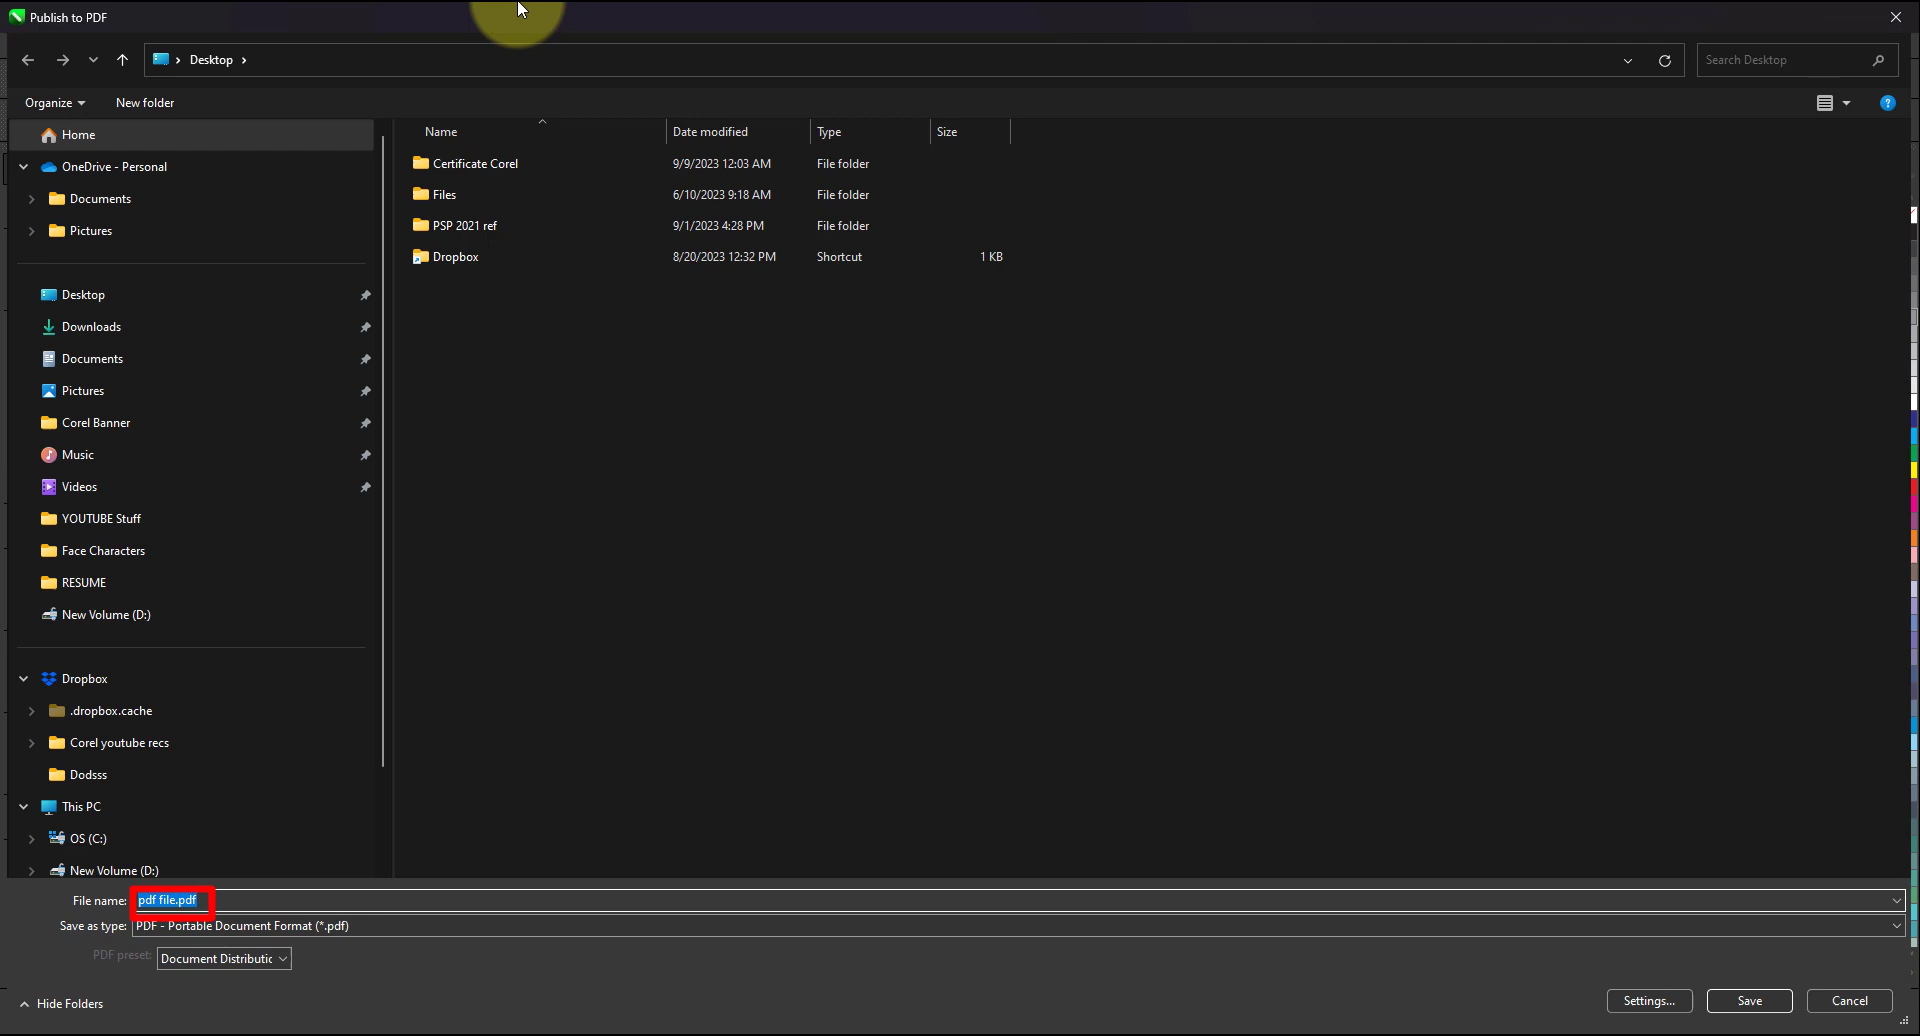 Publish to PDF
Desktop
Search Desktop
Organize
New folder
Name
Date modified
Type
Size
Home
OneDrive - Personal
Documents
Pictures
Desktop
Downloads
Documents
Pictures
Corel Banner
Music
Videos
YOUTUBE Stuff
Face Characters
RESUME
New Volume (D:)
Dropbox
.dropbox.cache
Corel youtube recs
Dodsss
This PC
OS (C:)
New Volume (D:)
Certificate Corel 9/9/2023 12:03 AM File folder
Files 6/10/2023 9:18 AM File folder
PSP 2021 ref 9/1/2023 4:28 PM File folder
Dropbox 8/20/2023 12:32 PM Shortcut 1 KB
File name: pdf file.pdf
Save as type: PDF - Portable Document Format (*.pdf)
PDF preset: Document Distributic
Hide Folders
Settings...
Save
Cancel